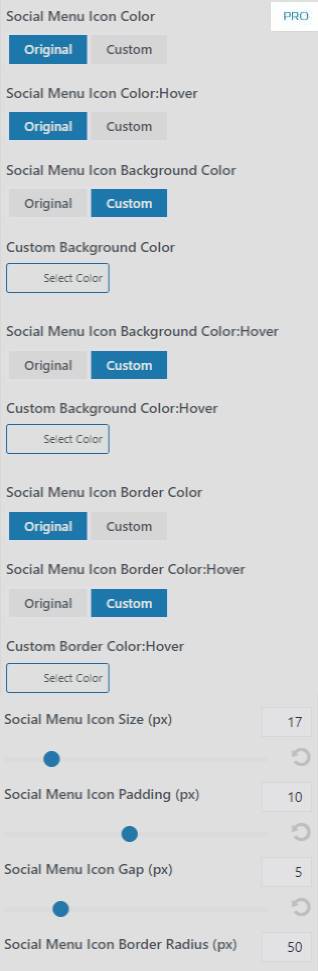 Social Menu Icon Color
PRO
Original Custom
Social Menu Icon Color:Hover
Original Custom
Social Menu Icon Background Color
Original Custom
Custom Background Color
Select Color
Social Menu Icon Background Color:Hover
Original Custom
Custom Background Color:Hover
Select Color
Social Menu Icon Border Color
Original Custom
Social Menu Icon Border Color:Hover
Original Custom
Custom Border Color:Hover
Select Color
Social Menu Icon Size (px) 17
Social Menu Icon Padding (px) 10
Social Menu Icon Gap (px) 5
Social Menu Icon Border Radius (px) 50